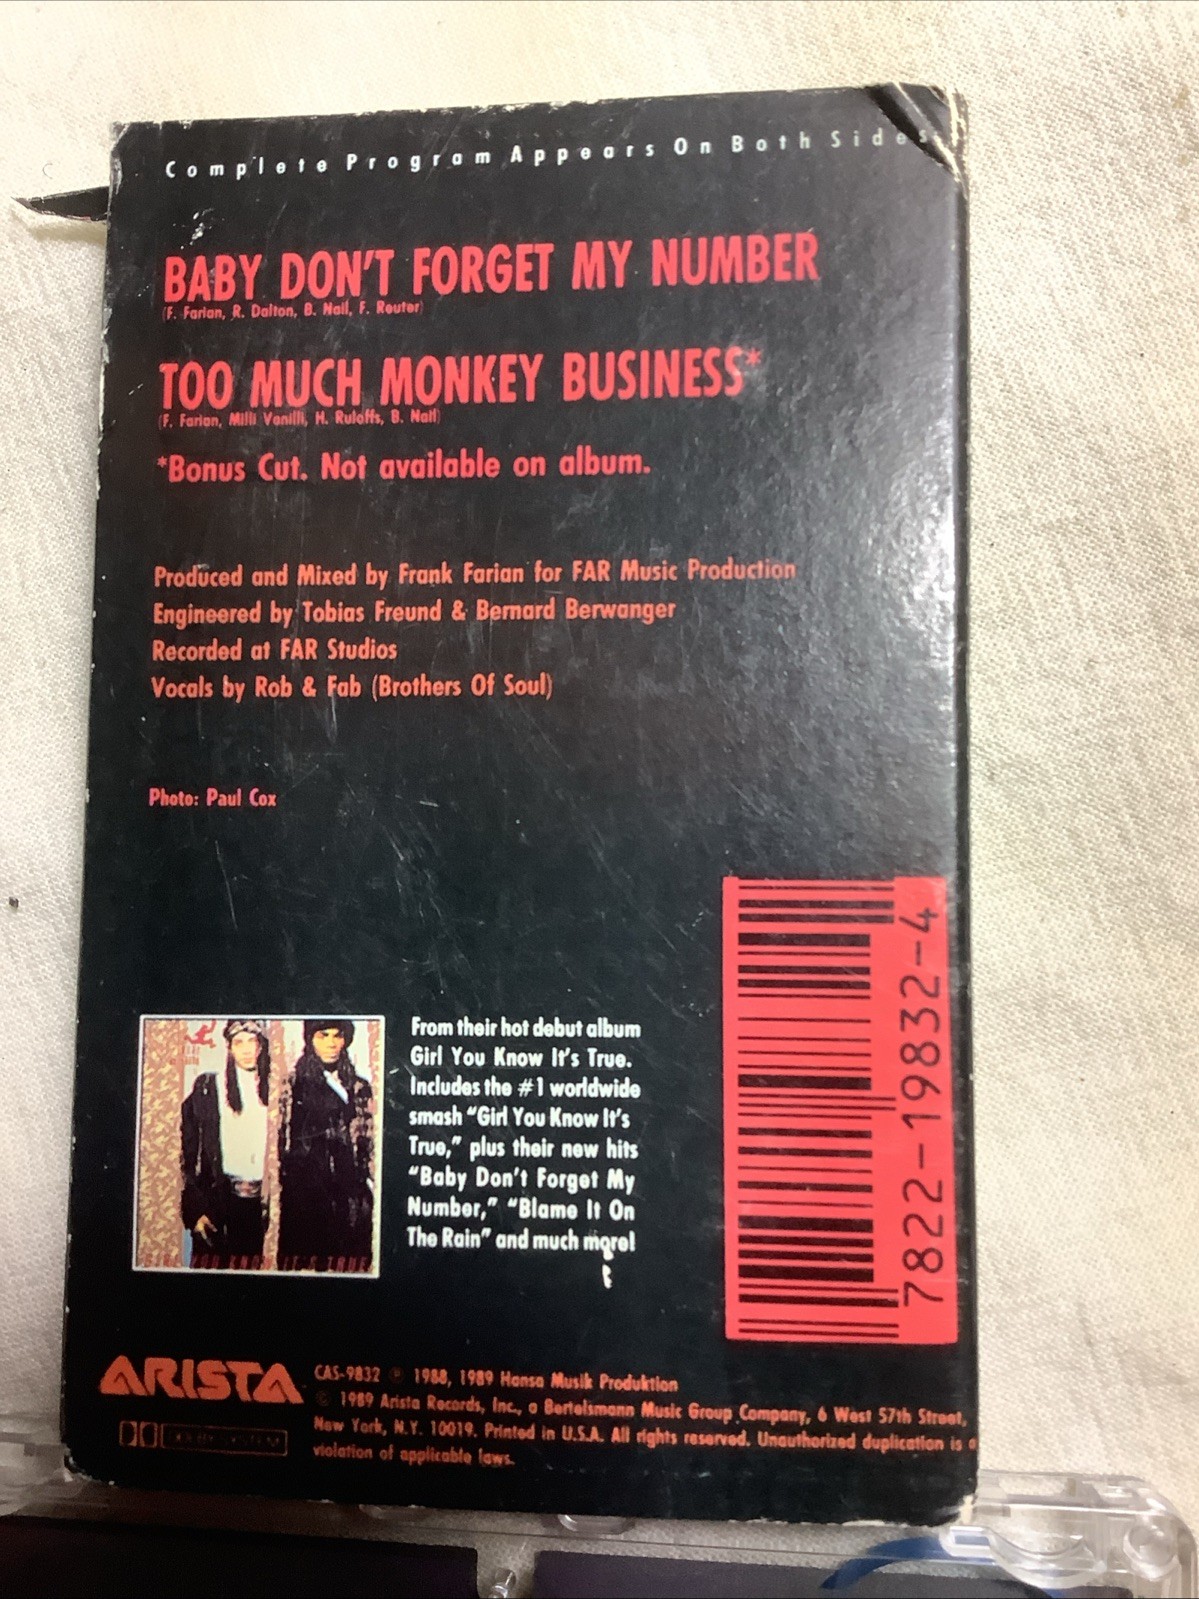 Complete Program Appears On Both Sides
BABY DON'T FORGET MY NUMBER
(F. Farian, R. Dalton, B. Nail, F. Reuter)
TOO MUCH MONKEY BUSINESS*
(F. Farian, Milli Vanilli, H. Ruloffs, B. Nail)
*Bonus Cut. Not available on album.
Produced and Mixed by Frank Farian for FAR Music Production
Engineered by Tobias Freund & Bernard Berwanger
Recorded at FAR Studios
Vocals by Rob & Fab (Brothers Of Soul)
Photo: Paul Cox
From their hot debut album
Girl You Know It's True.
Includes the #1 worldwide
smash "Girl You Know It's
True," plus their new hits
"Baby Don't Forget My
Number," "Blame It On
The Rain" and much more!
GIRL YOU KNOW IT'S TRUE
7822-19832-4
ARISTA
CAS-9832 ℗ 1988, 1989 Hansa Musik Produktion
© 1989 Arista Records, Inc., a Bertelsmann Music Group Company, 6 West 57th Street,
New York, N.Y. 10019. Printed in U.S.A. All rights reserved. Unauthorized duplication is a
violation of applicable laws.
DOLBY SYSTEM